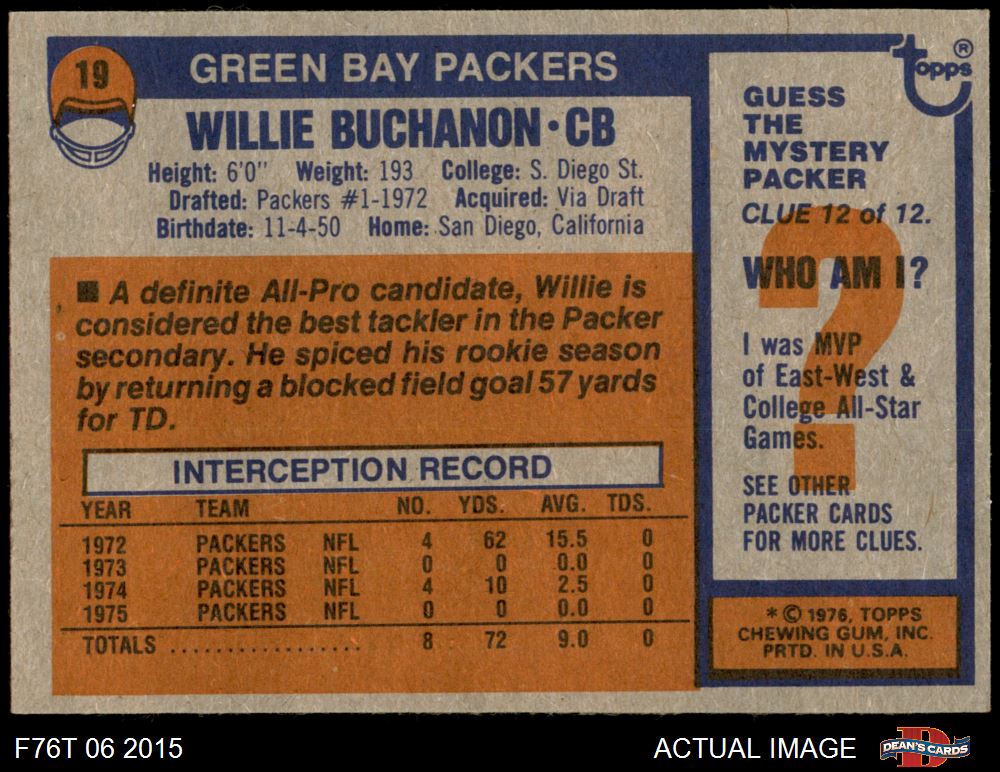 19
GREEN BAY PACKERS
WILLIE BUCHANON • CB
Height: 6'0" Weight: 193 College: S. Diego St.
Drafted: Packers #1-1972 Acquired: Via Draft
Birthdate: 11-4-50 Home: San Diego, California
■ A definite All-Pro candidate, Willie is
considered the best tackler in the Packer
secondary. He spiced his rookie season
by returning a blocked field goal 57 yards
for TD.
INTERCEPTION RECORD
YEAR TEAM NO. YDS. AVG. TDS.
1972 PACKERS NFL 4 62 15.5 0
1973 PACKERS NFL 0 0 0.0 0
1974 PACKERS NFL 4 10 2.5 0
1975 PACKERS NFL 0 0 0.0 0
TOTALS .................. 8 72 9.0 0
topps ®
GUESS
THE
MYSTERY
PACKER
CLUE 12 of 12.
WHO AM I?
?
I was MVP
of East-West &
College All-Star
Games.
SEE OTHER
PACKER CARDS
FOR MORE CLUES.
* © 1976, TOPPS
CHEWING GUM, INC.
PRTD. IN U.S.A.
F76T 06 2015
ACTUAL IMAGE
D
DEAN'S CARDS